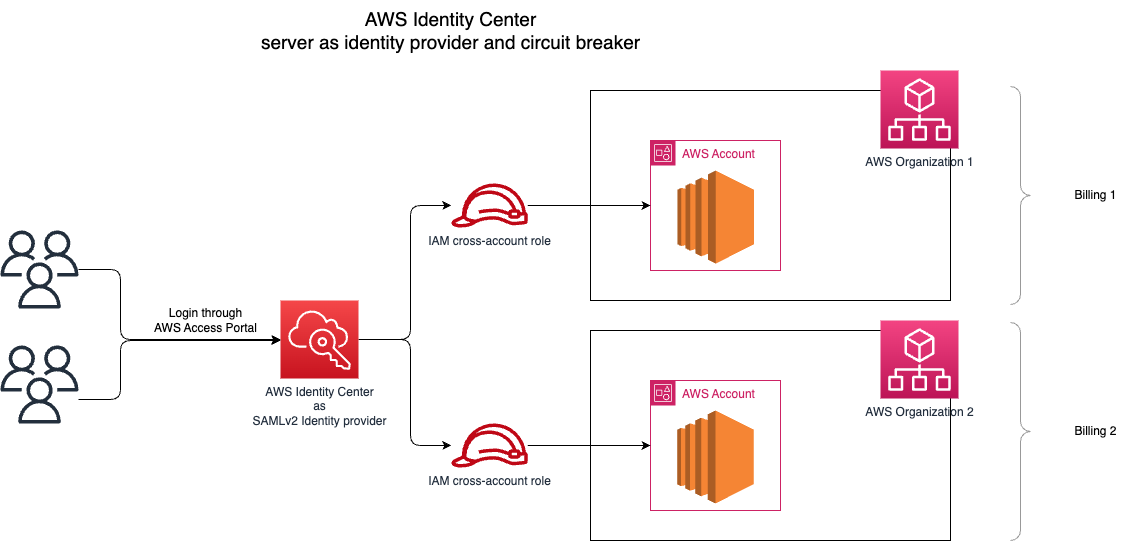 AWS Identity Center
server as identity provider and circuit breaker
AWS Organization 1
AWS Account
IAM cross-account role
Billing 1
Login through
AWS Access Portal
AWS Identity Center
as
SAMLv2 Identity provider
AWS Organization 2
AWS Account
IAM cross-account role
Billing 2